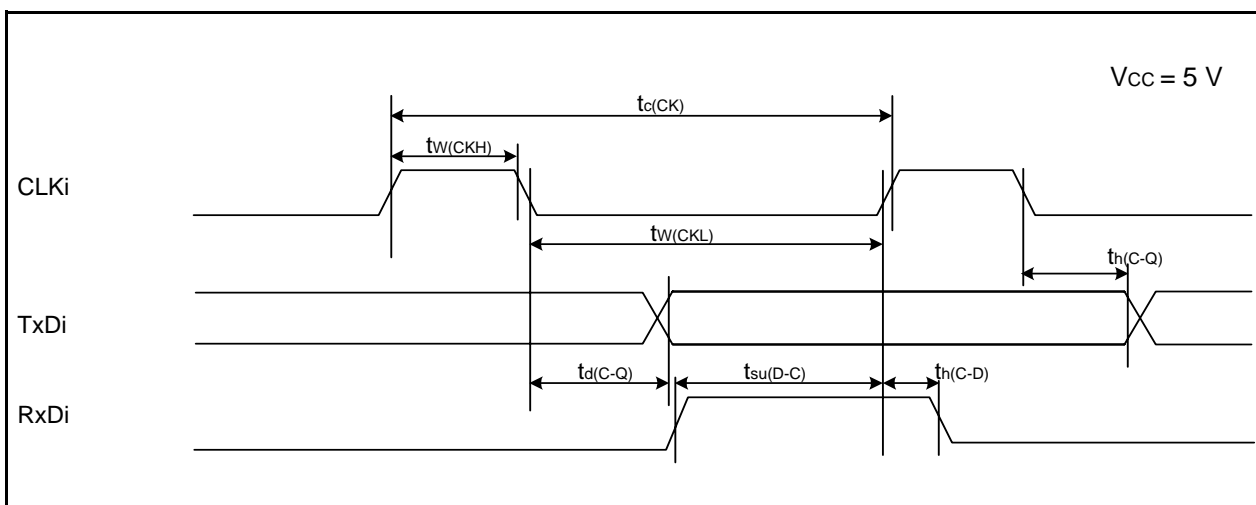 VCC = 5 V
tc(CK)
tW(CKH)
CLKi
tW(CKL)
th(C-Q)
TxDi
td(C-Q)
tsu(D-C)
th(C-D)
RxDi